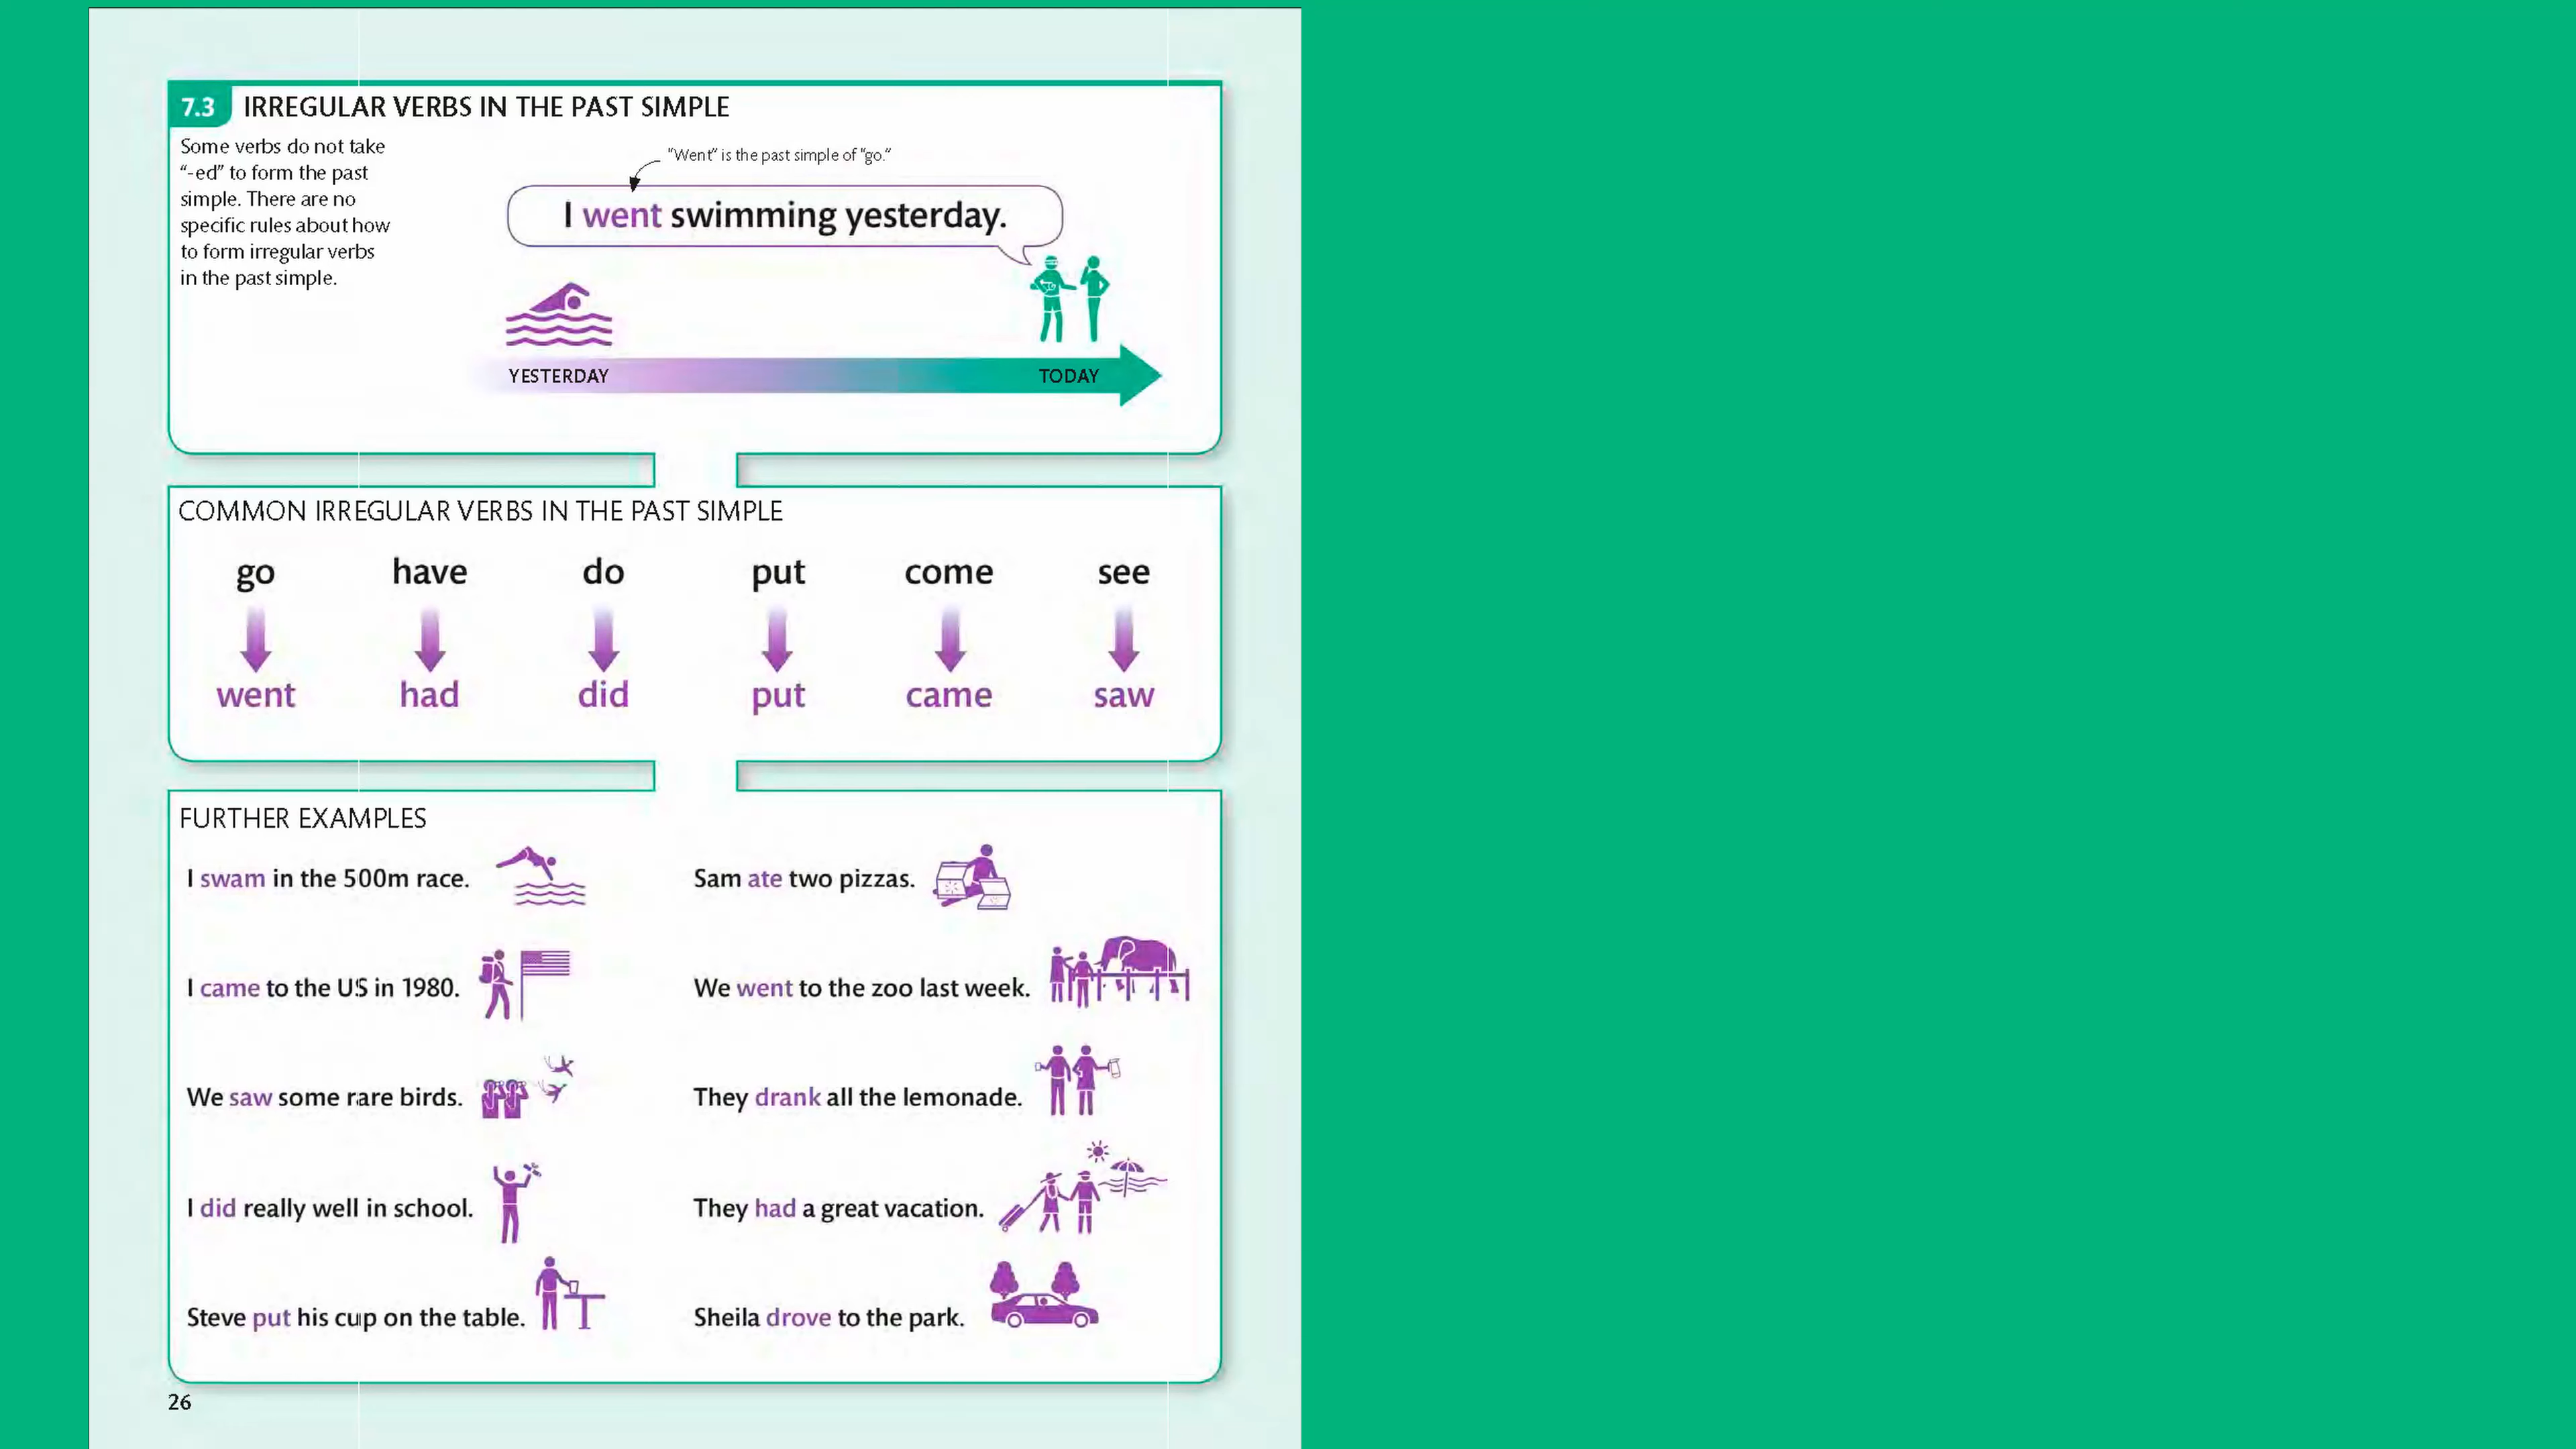 7.3 IRREGULAR VERBS IN THE PAST SIMPLE
Some verbs do not take
“-ed” to form the past
simple. There are no
specific rules about how
to form irregular verbs
in the past simple.
“Went” is the past simple of “go.”
I went swimming yesterday.
YESTERDAY TODAY
COMMON IRREGULAR VERBS IN THE PAST SIMPLE
go have do put come see
went had did put came saw
FURTHER EXAMPLES
I swam in the 500m race.
I came to the US in 1980.
We saw some rare birds.
I did really well in school.
Steve put his cup on the table.
Sam ate two pizzas.
We went to the zoo last week.
They drank all the lemonade.
They had a great vacation.
Sheila drove to the park.
26